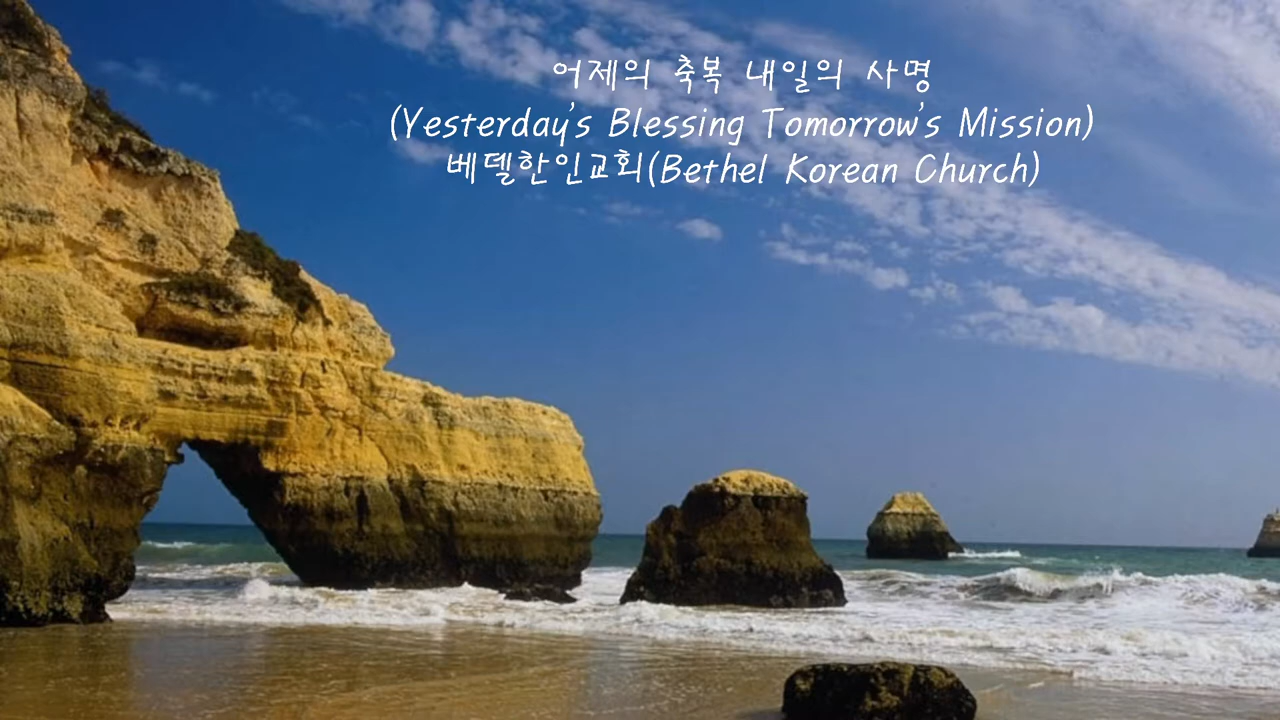 어제의 축복 내일의 사명
(Yesterday's Blessing Tomorrow's Mission)
베델한인교회(Bethel Korean Church)